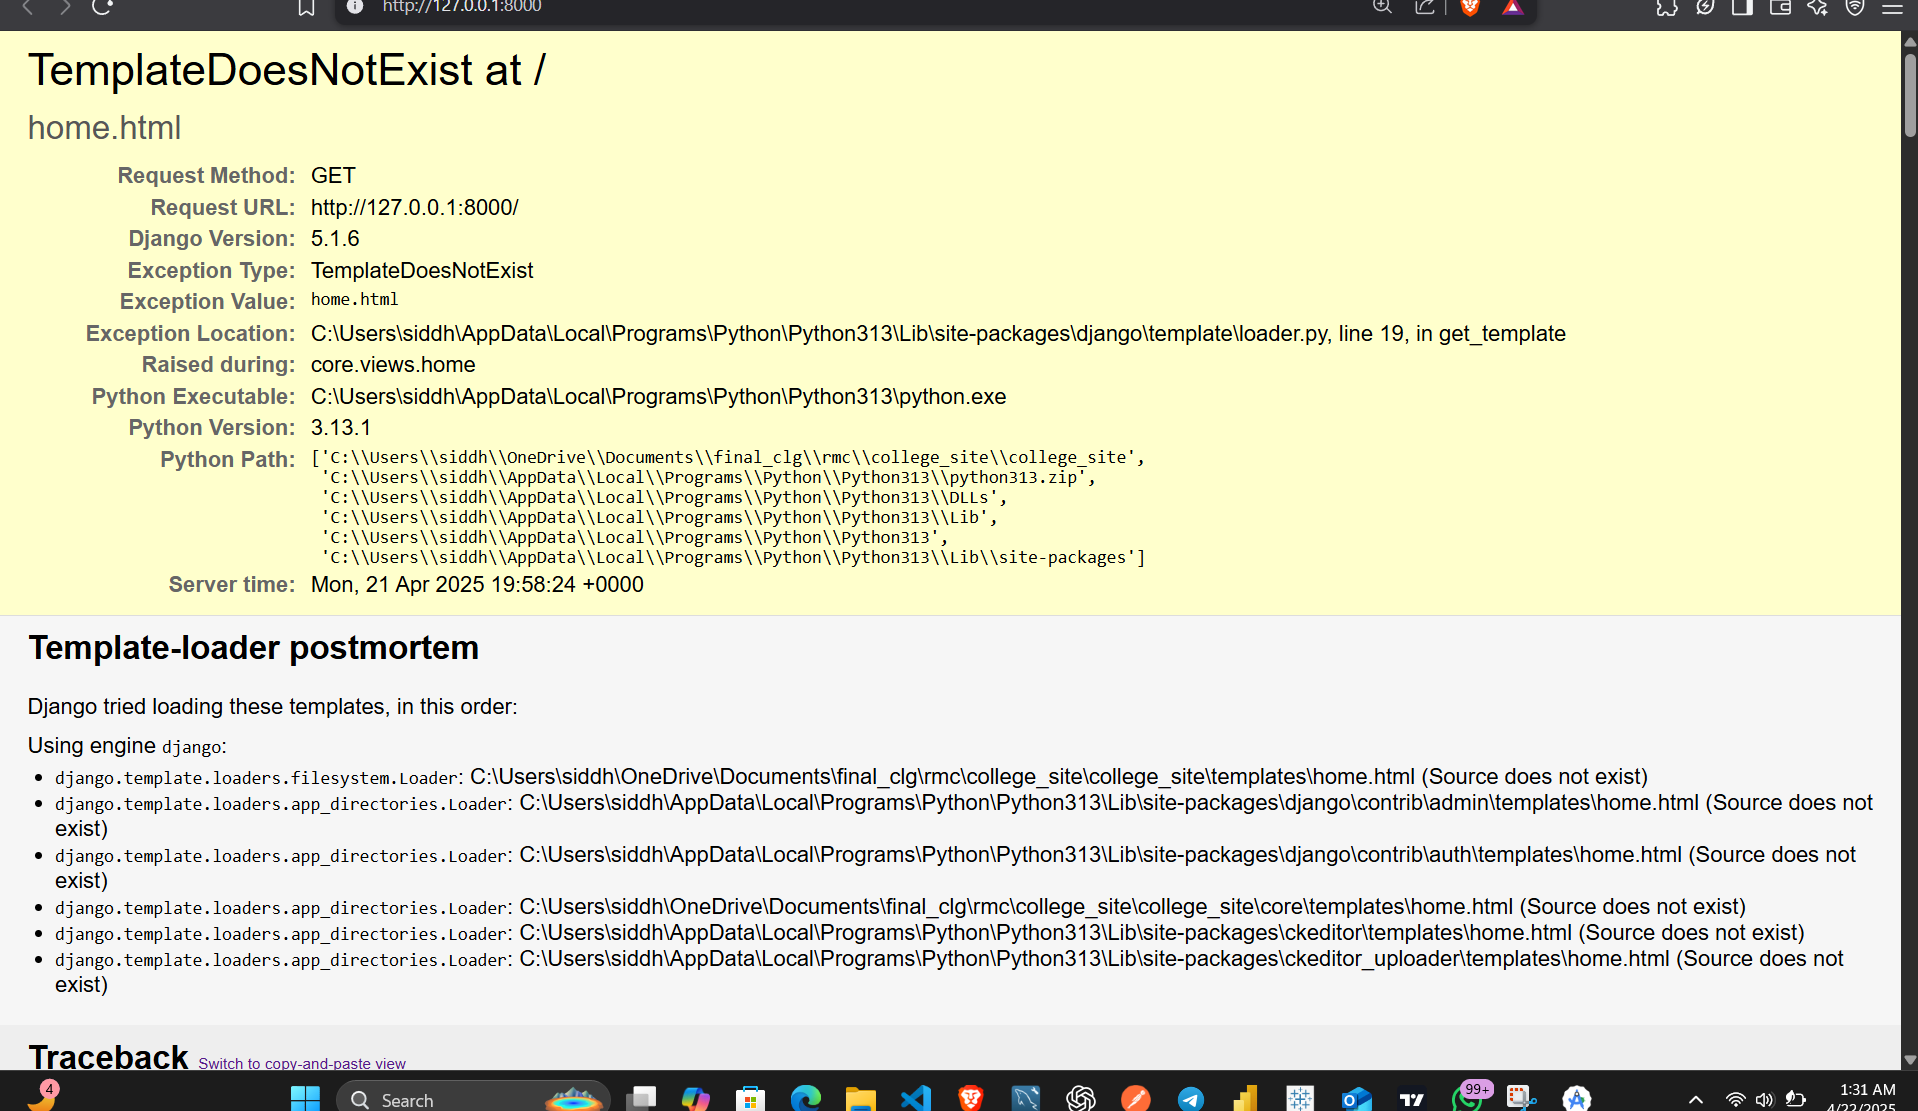 http://127.0.0.1:8000
TemplateDoesNotExist at /
home.html
Request Method: GET
Request URL: http://127.0.0.1:8000/
Django Version: 5.1.6
Exception Type: TemplateDoesNotExist
Exception Value: home.html
Exception Location: C:\Users\siddh\AppData\Local\Programs\Python\Python313\Lib\site-packages\django\template\loader.py, line 19, in get_template
Raised during: core.views.home
Python Executable: C:\Users\siddh\AppData\Local\Programs\Python\Python313\python.exe
Python Version: 3.13.1
Python Path: ['C:\\Users\\siddh\\OneDrive\\Documents\\final_clg\\rmc\\college_site\\college_site',
'C:\\Users\\siddh\\AppData\\Local\\Programs\\Python\\Python313\\python313.zip',
'C:\\Users\\siddh\\AppData\\Local\\Programs\\Python\\Python313\\DLLs',
'C:\\Users\\siddh\\AppData\\Local\\Programs\\Python\\Python313\\Lib',
'C:\\Users\\siddh\\AppData\\Local\\Programs\\Python\\Python313',
'C:\\Users\\siddh\\AppData\\Local\\Programs\\Python\\Python313\\Lib\\site-packages']
Server time: Mon, 21 Apr 2025 19:58:24 +0000
Template-loader postmortem
Django tried loading these templates, in this order:
Using engine django:
• django.template.loaders.filesystem.Loader: C:\Users\siddh\OneDrive\Documents\final_clg\rmc\college_site\college_site\templates\home.html (Source does not exist)
• django.template.loaders.app_directories.Loader: C:\Users\siddh\AppData\Local\Programs\Python\Python313\Lib\site-packages\django\contrib\admin\templates\home.html (Source does not
exist)
• django.template.loaders.app_directories.Loader: C:\Users\siddh\AppData\Local\Programs\Python\Python313\Lib\site-packages\django\contrib\auth\templates\home.html (Source does not
exist)
• django.template.loaders.app_directories.Loader: C:\Users\siddh\OneDrive\Documents\final_clg\rmc\college_site\college_site\core\templates\home.html (Source does not exist)
• django.template.loaders.app_directories.Loader: C:\Users\siddh\AppData\Local\Programs\Python\Python313\Lib\site-packages\ckeditor\templates\home.html (Source does not exist)
• django.template.loaders.app_directories.Loader: C:\Users\siddh\AppData\Local\Programs\Python\Python313\Lib\site-packages\ckeditor_uploader\templates\home.html (Source does not
exist)
Traceback Switch to copy-and-paste view
4
Search
99+
1:31 AM
4/22/2025